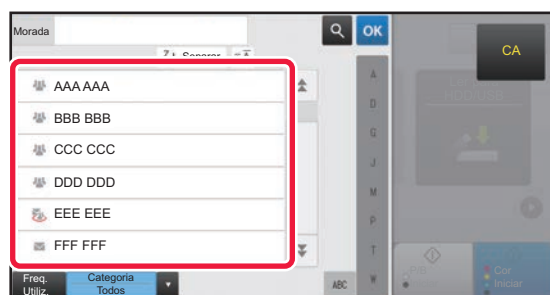 Morada
OK
CA
Separar
AAA AAA
BBB BBB
CCC CCC
DDD DDD
EEE EEE
FFF FFF
A
D
G
J
M
P
T
W
Freq.
Utiliz.
Categoria
Todos
ABC
Cor
Iniciar